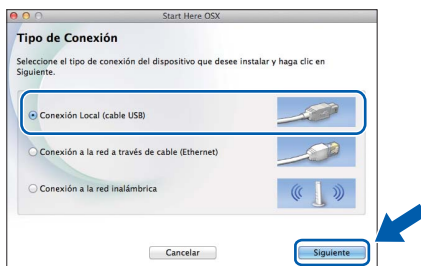 Start Here OSX
Tipo de Conexión
Seleccione el tipo de conexión del dispositivo que desee instalar y haga clic en
Siguiente.
Conexión Local (cable USB)
Conexión a la red a través de cable (Ethernet)
Conexión a la red inalámbrica
Cancelar
Siguiente